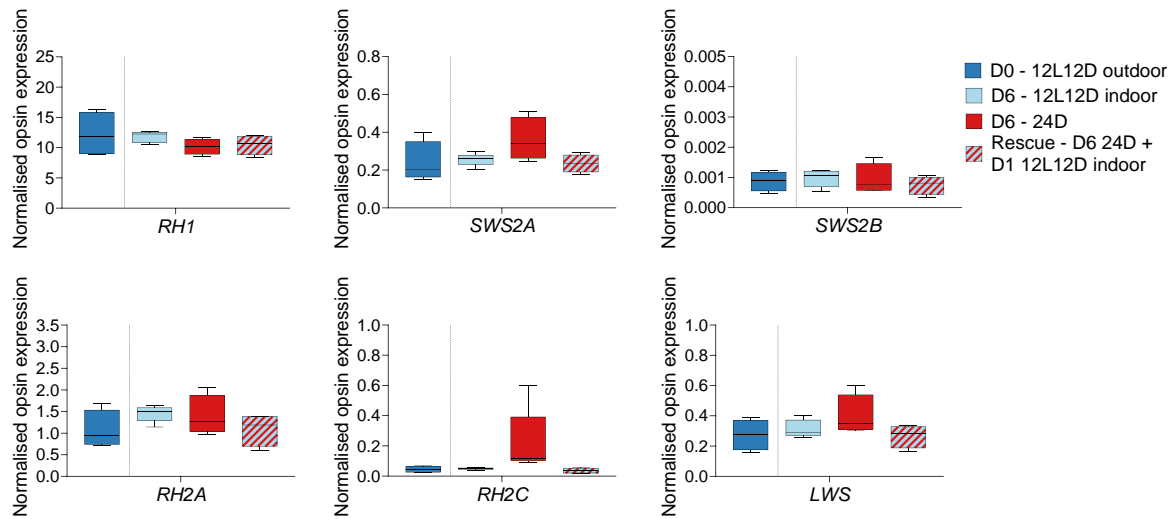 Normalised opsin expression
25
20
15
10
5
0
RH1
Normalised opsin expression
0.8
0.6
0.4
0.2
0.0
SWS2A
Normalised opsin expression
0.005
0.004
0.003
0.002
0.001
0.000
SWS2B
D0 - 12L12D outdoor
D6 - 12L12D indoor
D6 - 24D
Rescue - D6 24D +
D1 12L12D indoor
Normalised opsin expression
3.5
3.0
2.5
2.0
1.5
1.0
0.5
0.0
RH2A
Normalised opsin expression
1.0
0.8
0.6
0.4
0.2
0.0
RH2C
Normalised opsin expression
1.0
0.8
0.6
0.4
0.2
0.0
LWS